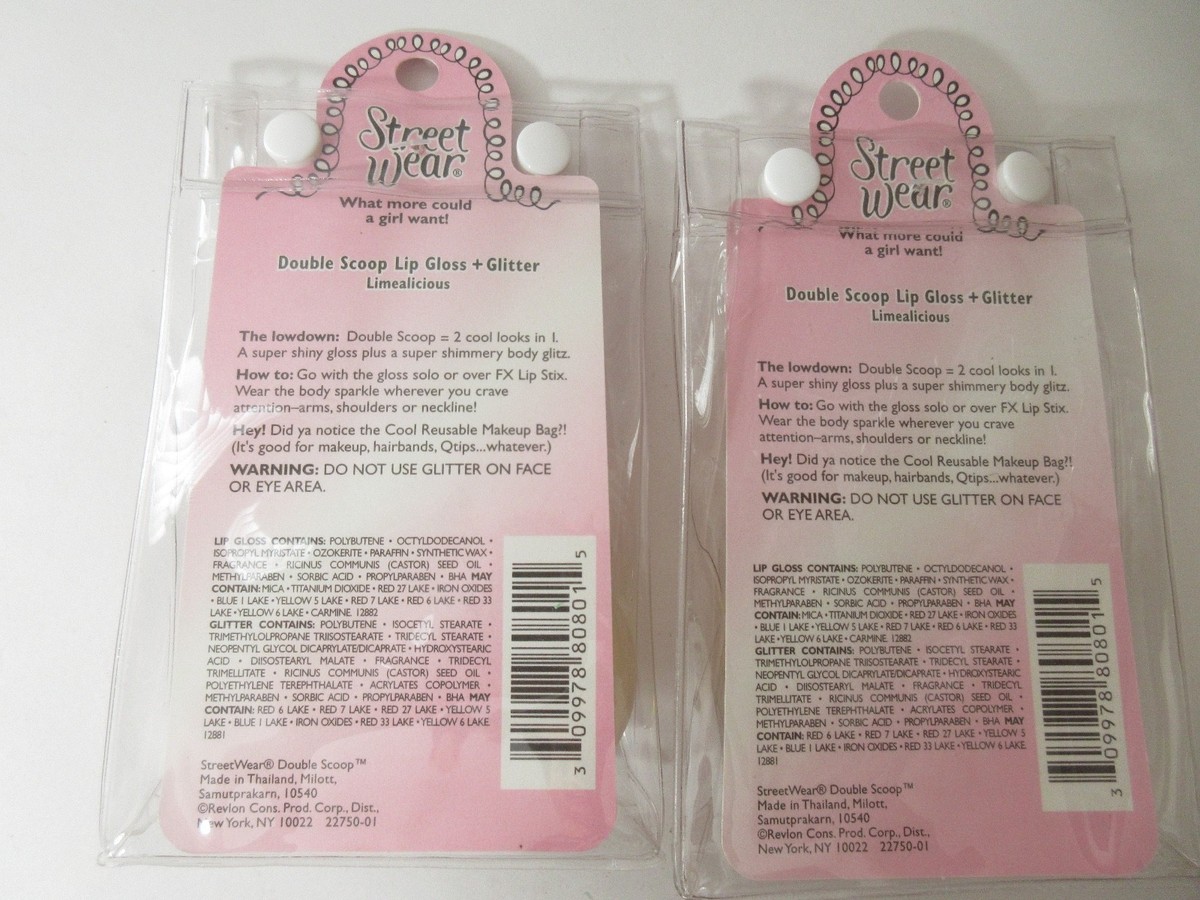 Street
wear®
What more could
a girl want!
Double Scoop Lip Gloss + Glitter
Limealicious
The lowdown: Double Scoop = 2 cool looks in 1.
A super shiny gloss plus a super shimmery body glitz.
How to: Go with the gloss solo or over FX Lip Stix.
Wear the body sparkle wherever you crave
attention–arms, shoulders or neckline!
Hey! Did ya notice the Cool Reusable Makeup Bag?!
(It's good for makeup, hairbands, Qtips...whatever.)
WARNING: DO NOT USE GLITTER ON FACE
OR EYE AREA.
LIP GLOSS CONTAINS: POLYBUTENE • OCTYLDODECANOL •
ISOPROPYL MYRISTATE • OZOKERITE • PARAFFIN • SYNTHETIC WAX •
FRAGRANCE • RICINUS COMMUNIS (CASTOR) SEED OIL •
METHYLPARABEN • SORBIC ACID • PROPYLPARABEN • BHA MAY
CONTAIN: MICA • TITANIUM DIOXIDE • RED 27 LAKE • IRON OXIDES
• BLUE 1 LAKE • YELLOW 5 LAKE • RED 7 LAKE • RED 6 LAKE • RED 33
LAKE • YELLOW 6 LAKE • CARMINE. 12882
GLITTER CONTAINS: POLYBUTENE • ISOCETYL STEARATE •
TRIMETHYLOLPROPANE TRIISOSTEARATE • TRIDECYL STEARATE •
NEOPENTYL GLYCOL DICAPRYLATE/DICAPRATE • HYDROXYSTEARIC
ACID • DIISOSTEARYL MALATE • FRAGRANCE • TRIDECYL
TRIMELLITATE • RICINUS COMMUNIS (CASTOR) SEED OIL •
POLYETHYLENE TEREPHTHALATE • ACRYLATES COPOLYMER •
METHYLPARABEN • SORBIC ACID • PROPYLPARABEN • BHA MAY
CONTAIN: RED 6 LAKE • RED 7 LAKE • RED 27 LAKE • YELLOW 5
LAKE • BLUE 1 LAKE • IRON OXIDES • RED 33 LAKE • YELLOW 6 LAKE.
12881
3 09978 80801 5
StreetWear® Double Scoop™
Made in Thailand, Milott,
Samutprakarn, 10540
©Revlon Cons. Prod. Corp., Dist.,
New York, NY 10022 22750-01
Street
wear®
What more could
a girl want!
Double Scoop Lip Gloss + Glitter
Limealicious
The lowdown: Double Scoop = 2 cool looks in 1.
A super shiny gloss plus a super shimmery body glitz.
How to: Go with the gloss solo or over FX Lip Stix.
Wear the body sparkle wherever you crave
attention–arms, shoulders or neckline!
Hey! Did ya notice the Cool Reusable Makeup Bag?!
(It's good for makeup, hairbands, Qtips...whatever.)
WARNING: DO NOT USE GLITTER ON FACE
OR EYE AREA.
LIP GLOSS CONTAINS: POLYBUTENE • OCTYLDODECANOL •
ISOPROPYL MYRISTATE • OZOKERITE • PARAFFIN • SYNTHETIC WAX •
FRAGRANCE • RICINUS COMMUNIS (CASTOR) SEED OIL •
METHYLPARABEN • SORBIC ACID • PROPYLPARABEN • BHA MAY
CONTAIN: MICA • TITANIUM DIOXIDE • RED 27 LAKE • IRON OXIDES
• BLUE 1 LAKE • YELLOW 5 LAKE • RED 7 LAKE • RED 6 LAKE • RED 33
LAKE • YELLOW 6 LAKE • CARMINE. 12882
GLITTER CONTAINS: POLYBUTENE • ISOCETYL STEARATE •
TRIMETHYLOLPROPANE TRIISOSTEARATE • TRIDECYL STEARATE •
NEOPENTYL GLYCOL DICAPRYLATE/DICAPRATE • HYDROXYSTEARIC
ACID • DIISOSTEARYL MALATE • FRAGRANCE • TRIDECYL
TRIMELLITATE • RICINUS COMMUNIS (CASTOR) SEED OIL •
POLYETHYLENE TEREPHTHALATE • ACRYLATES COPOLYMER •
METHYLPARABEN • SORBIC ACID • PROPYLPARABEN • BHA MAY
CONTAIN: RED 6 LAKE • RED 7 LAKE • RED 27 LAKE • YELLOW 5
LAKE • BLUE 1 LAKE • IRON OXIDES • RED 33 LAKE • YELLOW 6 LAKE.
12881
3 09978 80801 5
StreetWear® Double Scoop™
Made in Thailand, Milott,
Samutprakarn, 10540
©Revlon Cons. Prod. Corp., Dist.,
New York, NY 10022 22750-01